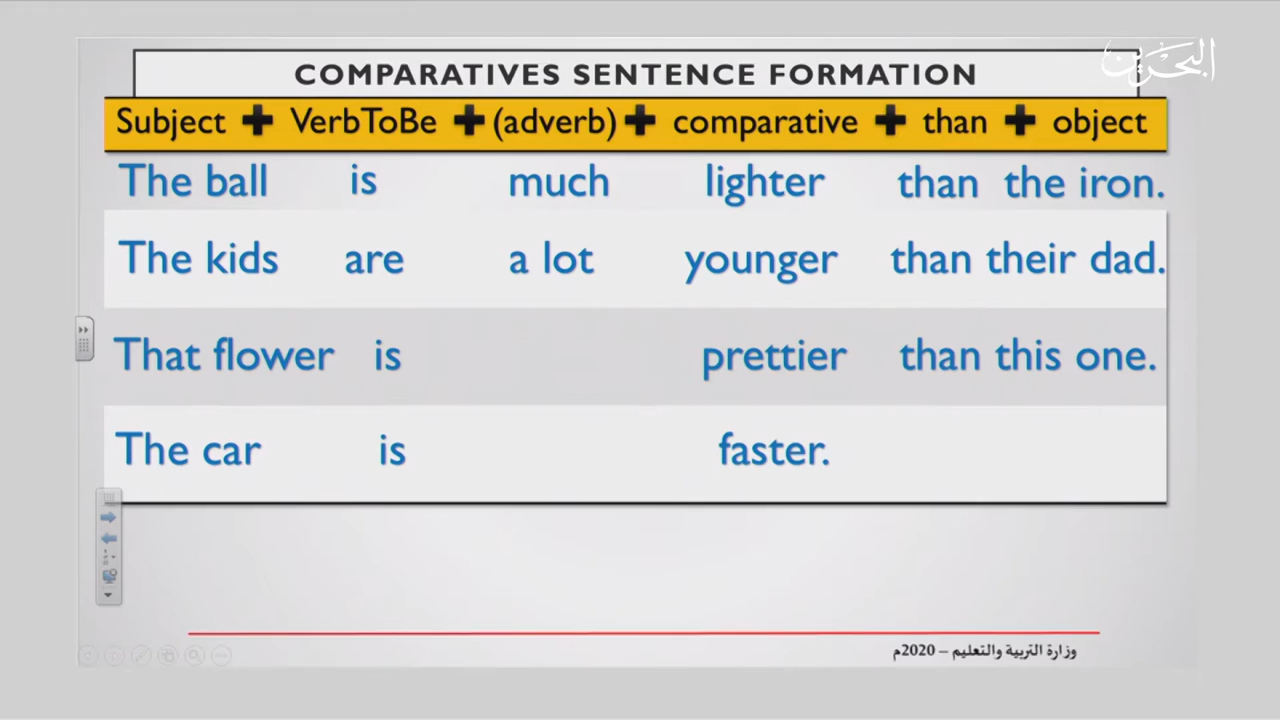 البحرين
COMPARATIVES SENTENCE FORMATION
Subject + VerbToBe + (adverb) + comparative + than + object
The ball is much lighter than the iron.
The kids are a lot younger than their dad.
That flower is prettier than this one.
The car is faster.
وزارة التربية والتعليم – 2020م